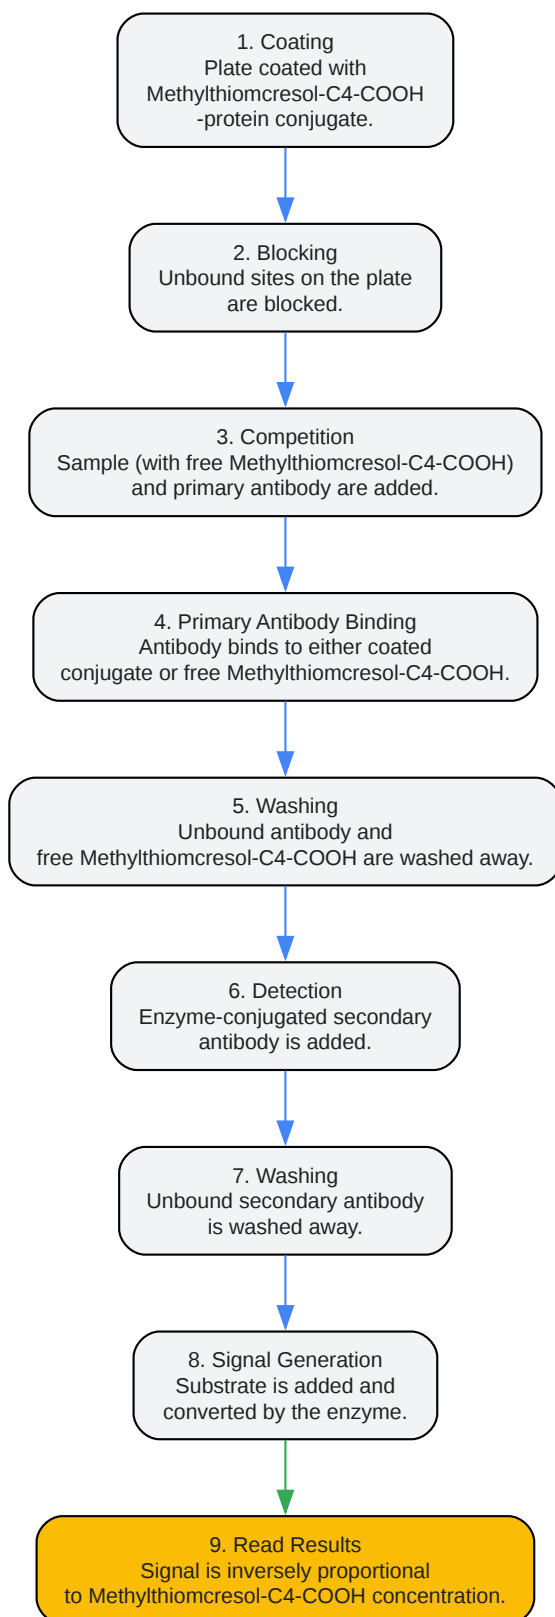 1. Coating
Plate coated with
Methylthiomcresol-C4-COOH
-protein conjugate.
2. Blocking
Unbound sites on the plate
are blocked.
3. Competition
Sample (with free Methylthiomcresol-C4-COOH)
and primary antibody are added.
4. Primary Antibody Binding
Antibody binds to either coated
conjugate or free Methylthiomcresol-C4-COOH.
5. Washing
Unbound antibody and
free Methylthiomcresol-C4-COOH are washed away.
6. Detection
Enzyme-conjugated secondary
antibody is added.
7. Washing
Unbound secondary antibody
is washed away.
8. Signal Generation
Substrate is added and
converted by the enzyme.
9. Read Results
Signal is inversely proportional
to Methylthiomcresol-C4-COOH concentration.